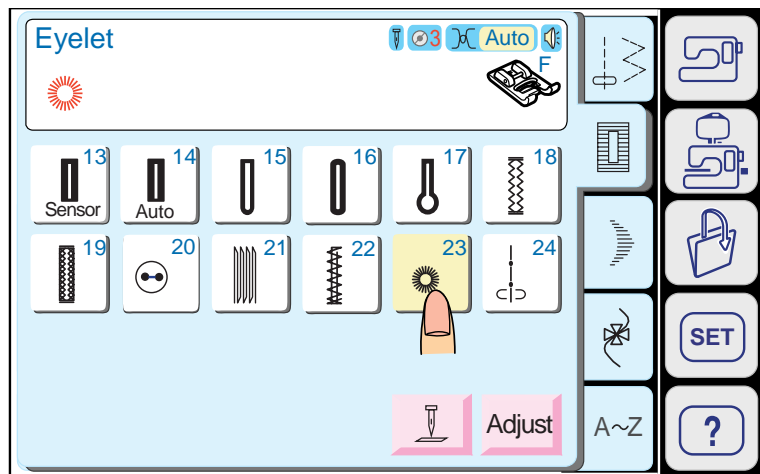 Eyelet
3 Auto
F
13 14 15 16 17 18
Sensor Auto
19 20 21 22 23 24
SET
Adjust A~Z ?